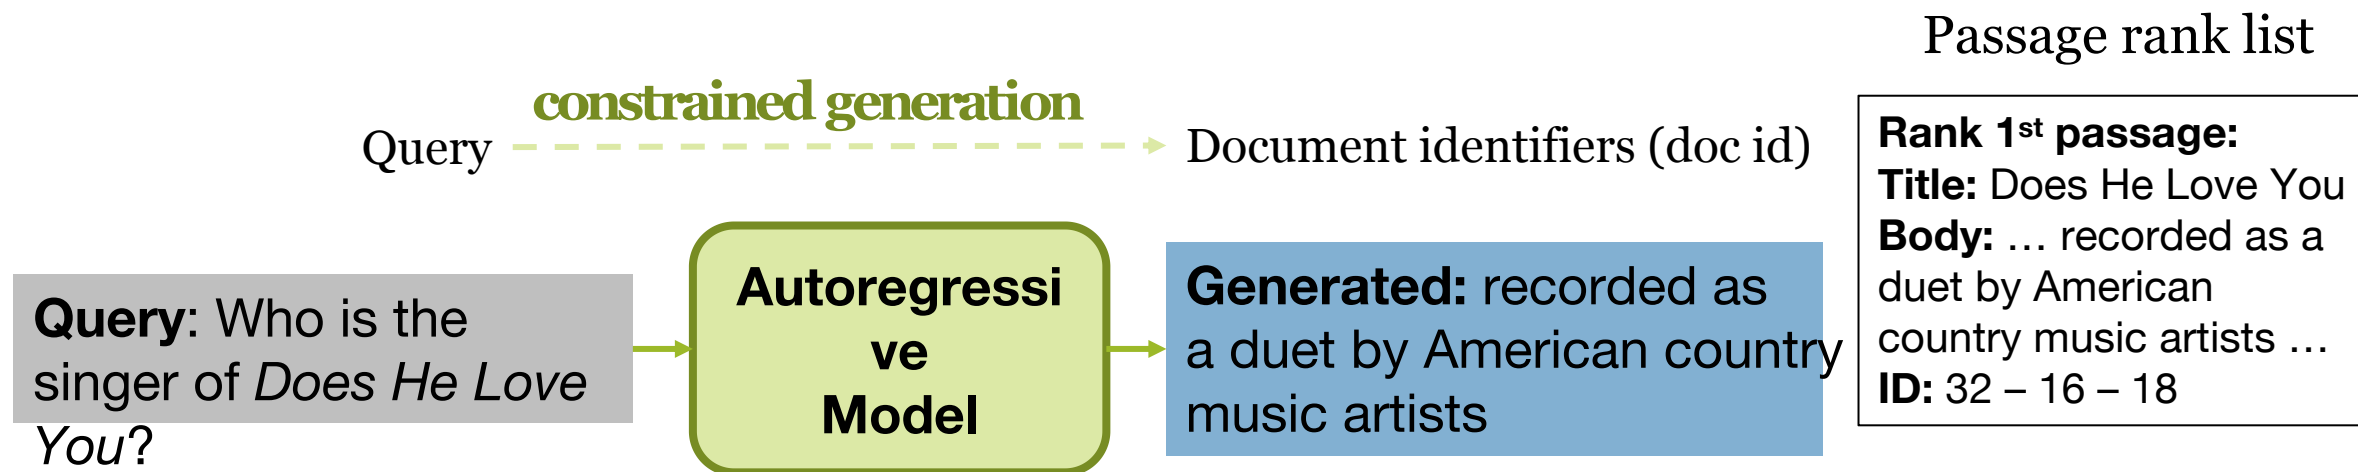 Passage rank list
constrained generation
Query
Document identifiers (doc id)
Query: Who is the
singer of Does He Love
You?
Autoregressi
ve
Model
Generated: recorded as
a duet by American country
music artists
Rank 1st passage:
Title: Does He Love You
Body: … recorded as a
duet by American
country music artists …
ID: 32 – 16 – 18